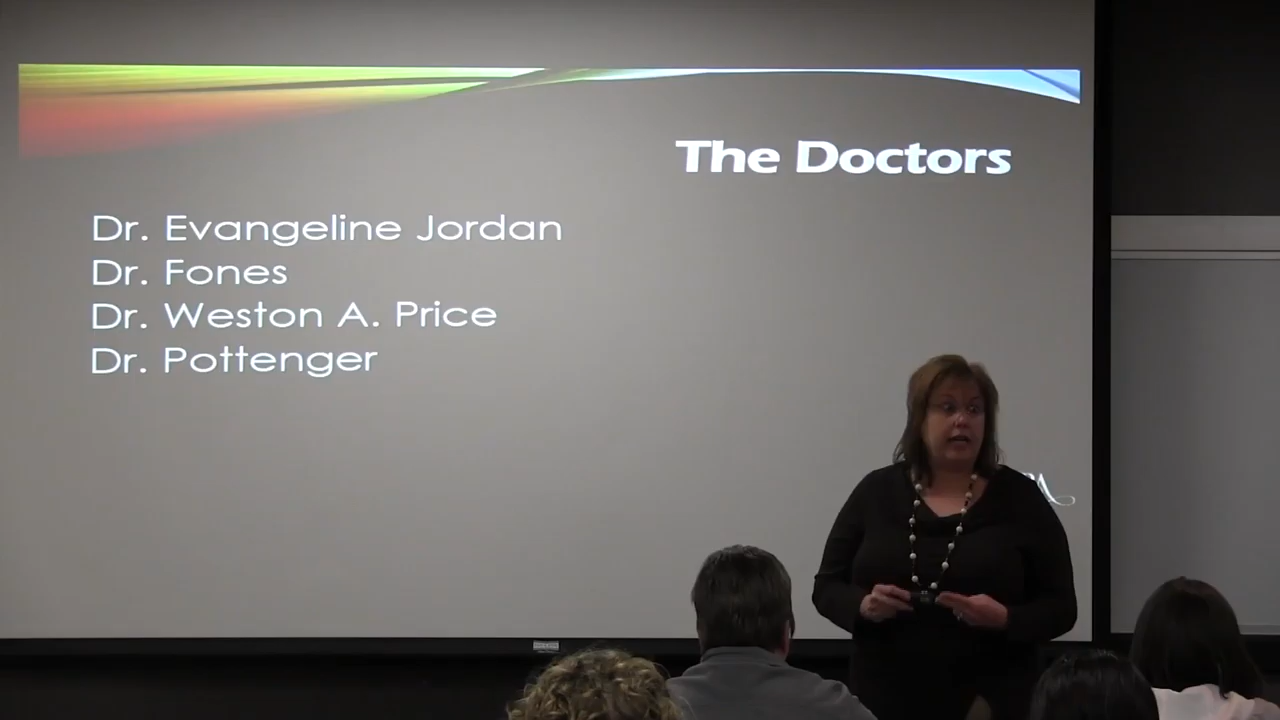 The Doctors
Dr. Evangeline Jordan
Dr. Fones
Dr. Weston A. Price
Dr. Pottenger